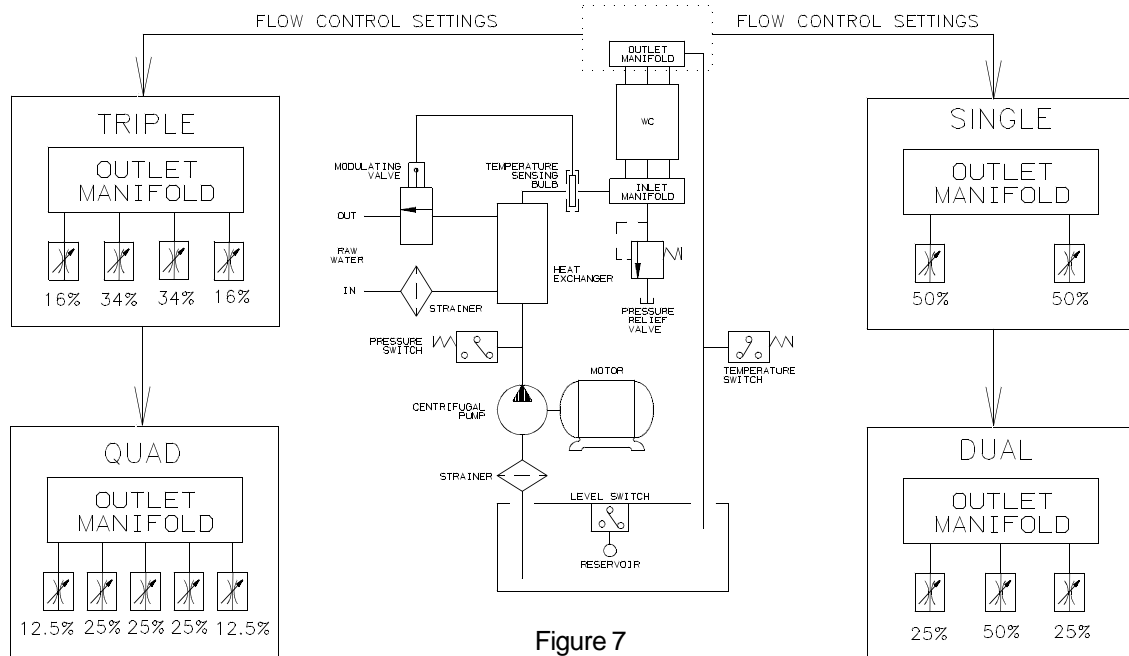 FLOW CONTROL SETTINGS
FLOW CONTROL SETTINGS
OUTLET
MANIFOLD
WC
INLET
MANIFOLD
MODULATING
VALVE
TEMPERATURE
SENSING
BULB
OUT
RAW
WATER
IN
STRAINER
HEAT
EXCHANGER
PRESSURE
RELIEF
VALVE
PRESSURE
SWITCH
TEMPERATURE
SWITCH
MOTOR
CENTRIFUGAL
PUMP
STRAINER
LEVEL SWITCH
RESERVOIR
TRIPLE
OUTLET
MANIFOLD
16% 34% 34% 16%
QUAD
OUTLET
MANIFOLD
12.5% 25% 25% 25% 12.5%
SINGLE
OUTLET
MANIFOLD
50% 50%
DUAL
OUTLET
MANIFOLD
25% 50% 25%
Figure 7